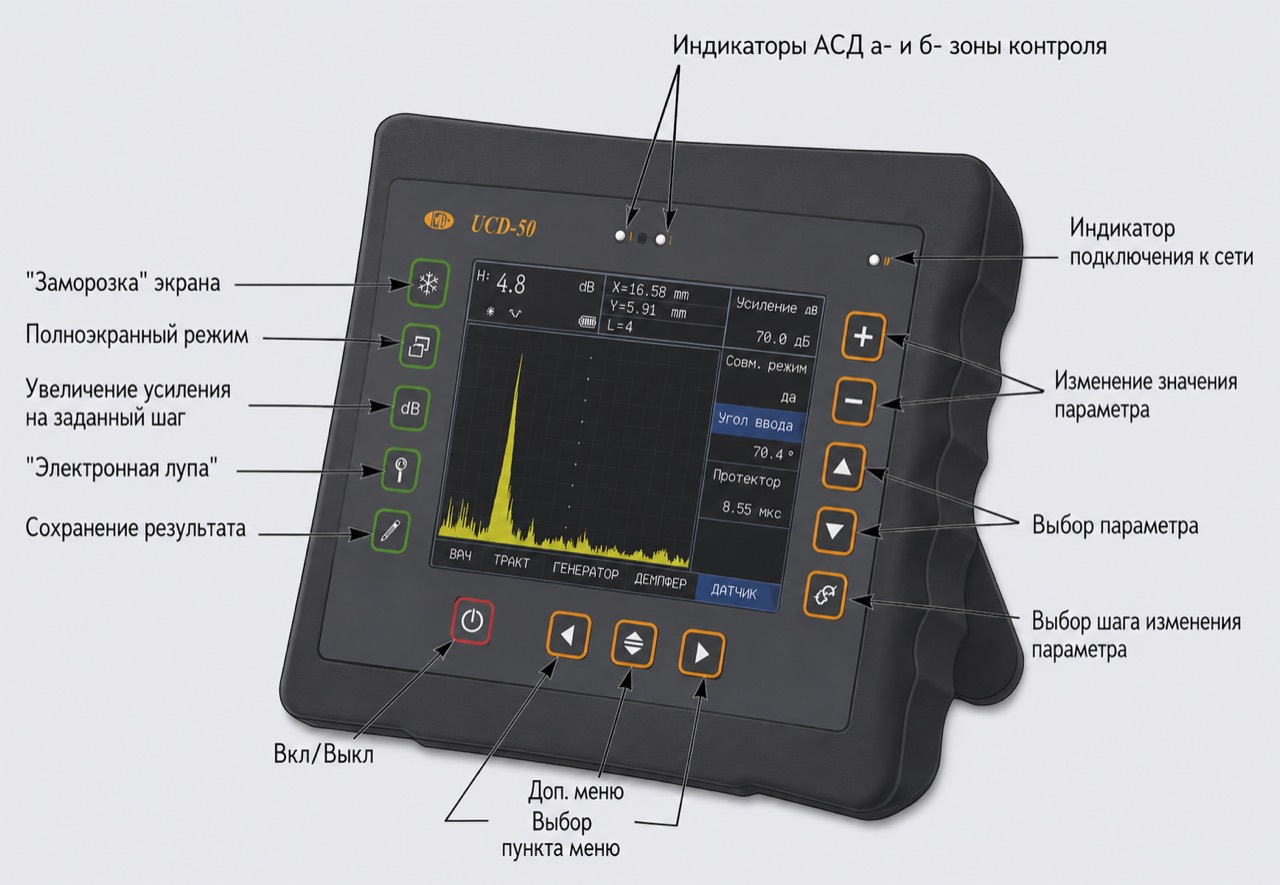 Индикаторы АСД а- и б- зоны контроля
UCD-50
Индикатор
подключения к сети
"Заморозка" экрана
Полноэкранный режим
Увеличение усиления
на заданный шаг
"Электронная лупа"
Сохранение результата
H: 4.8 dB
X=16.58 mm
Y=5.91 mm
L=4
Усиление дВ
70.0 дБ
Совм. режим
да
Угол ввода
70.4°
Протектор
8.55 мкс
ВРЧ ТРАКТ ГЕНЕРАТОР ДЕМПФЕР ДАТЧИК
dB
Изменение значения
параметра
Выбор параметра
Выбор шага изменения
параметра
Вкл/Выкл
Доп. меню
Выбор
пункта меню